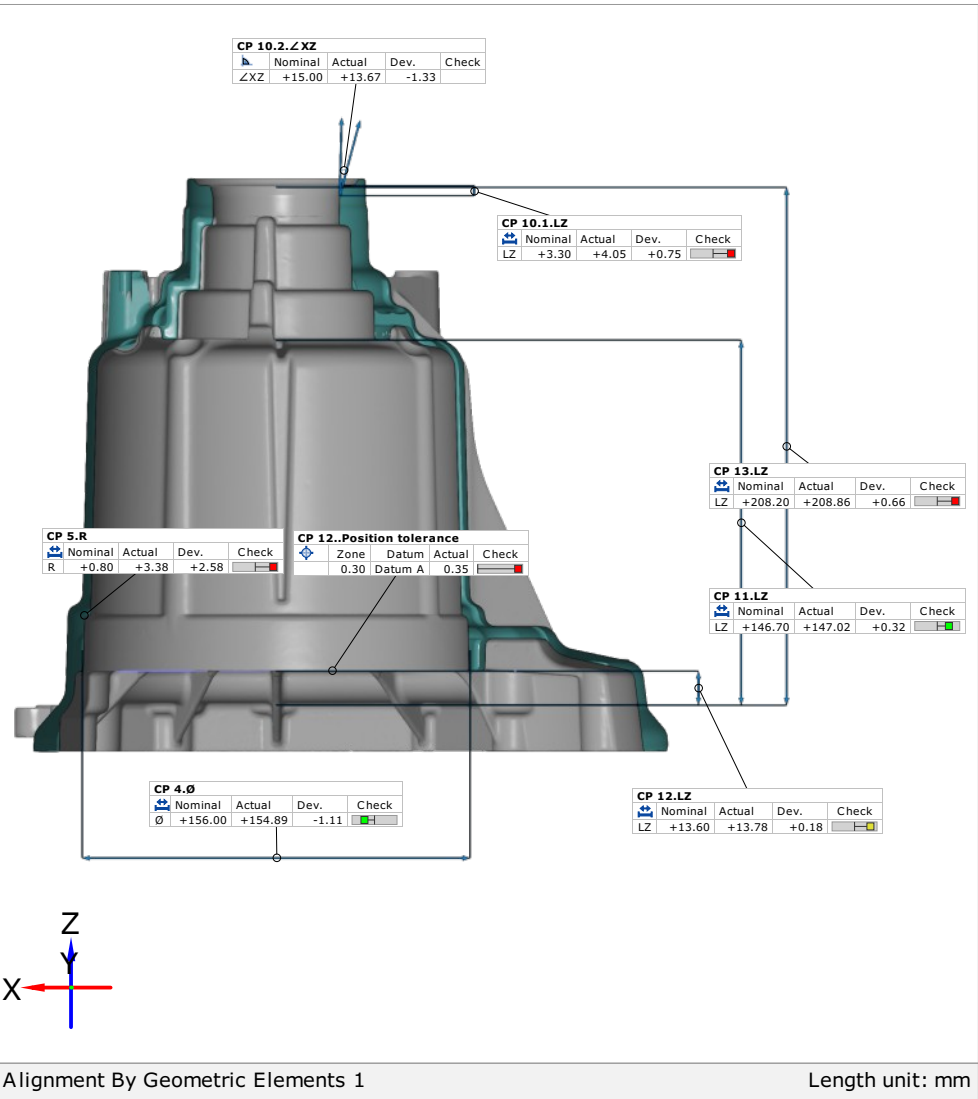 CP 10.2.∠XZ
Nominal Actual Dev. Check
∠XZ +15.00 +13.67 -1.33
CP 10.1.LZ
Nominal Actual Dev. Check
LZ +3.30 +4.05 +0.75
CP 13.LZ
Nominal Actual Dev. Check
LZ +208.20 +208.86 +0.66
CP 5.R
Nominal Actual Dev. Check
R +0.80 +3.38 +2.58
CP 12..Position tolerance
Zone Datum Actual Check
0.30 Datum A 0.35
CP 11.LZ
Nominal Actual Dev. Check
LZ +146.70 +147.02 +0.32
CP 4.Ø
Nominal Actual Dev. Check
Ø +156.00 +154.89 -1.11
CP 12.LZ
Nominal Actual Dev. Check
LZ +13.60 +13.78 +0.18
Z
Y
X
Alignment By Geometric Elements 1
Length unit: mm